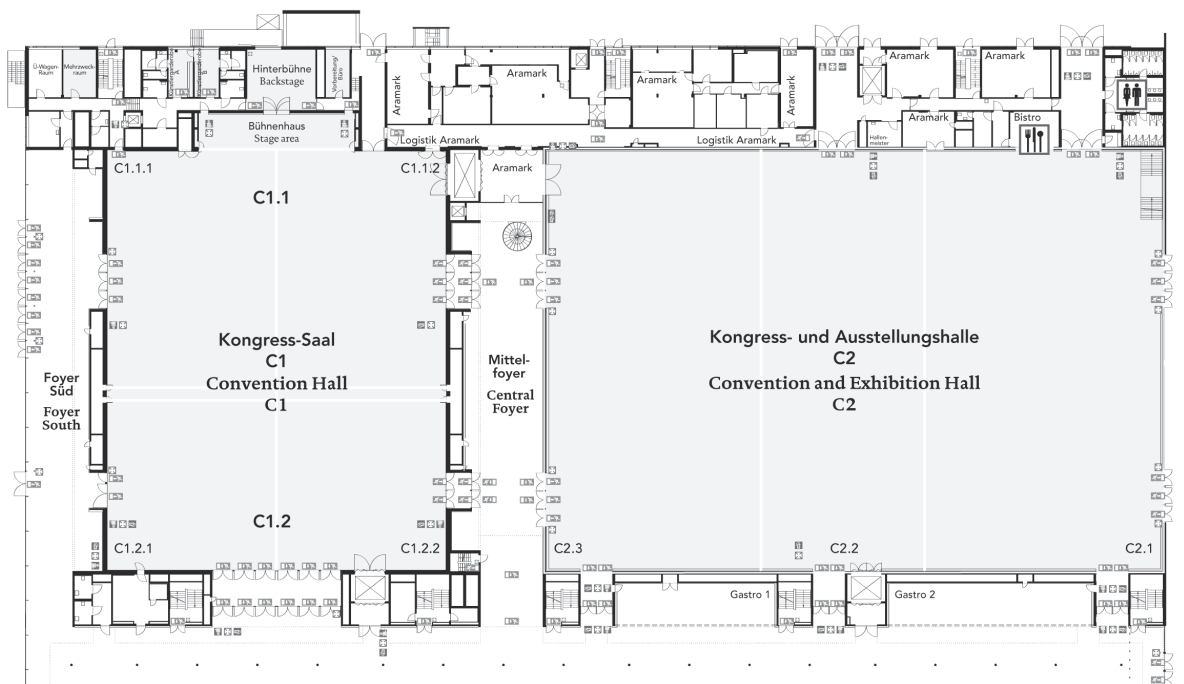 Ü-Wagen-
Raum
Mehrzweck-
raum
A
B
Hinterbühne
Backstage
Vorbereitung/
Büro
Aramark
Aramark
Aramark
Aramark
Aramark
Aramark
Aramark
Bistro
Hallen-
meister
Bühnenhaus
Stage area
Logistik Aramark
Logistik Aramark
Aramark
C1.1.1
C1.1.2
C1.1
Kongress-Saal
C1
Convention Hall
C1
Foyer
Süd
Foyer
South
Mittel-
foyer
Central
Foyer
Kongress- und Ausstellungshalle
C2
Convention and Exhibition Hall
C2
C1.2
C1.2.1
C1.2.2
C2.3
C2.2
C2.1
Gastro 1
Gastro 2